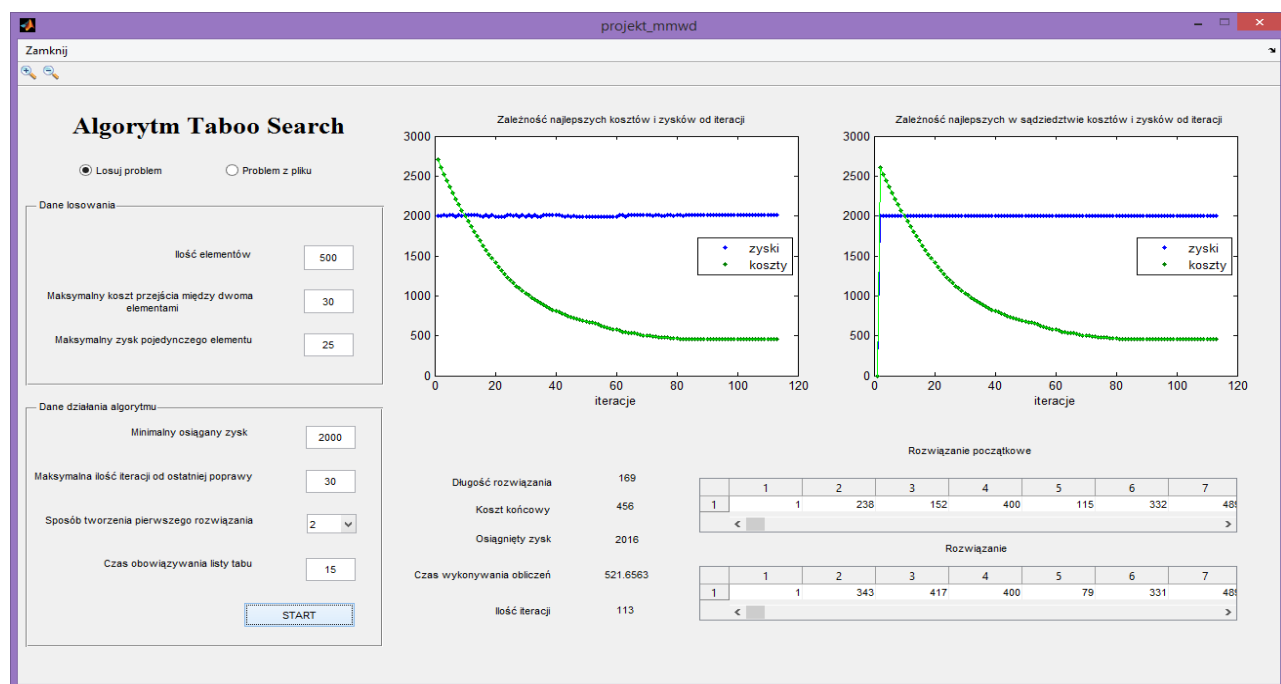 projekt_mmwd
Zamknij
Algorytm Taboo Search
Losuj problem
Problem z pliku
Dane losowania
Ilość elementów
500
Maksymalny koszt przejścia między dwoma
elementami
30
Maksymalny zysk pojedynczego elementu
25
Dane działania algorytmu
Minimalny osiągany zysk
2000
Maksymalna ilość iteracji od ostatniej poprawy
30
Sposób tworzenia pierwszego rozwiązania
2
Czas obowiązywania listy tabu
15
START
Zależność najlepszych kosztów i zysków od iteracji
3000
2500
2000
1500
1000
500
0
0 20 40 60 80 100 120
iteracje
zyski
koszty
Zależność najlepszych w sądziedztwie kosztów i zysków od iteracji
3000
2500
2000
1500
1000
500
0
0 20 40 60 80 100 120
iteracje
zyski
koszty
Długość rozwiązania 169
Koszt końcowy 456
Osiągnięty zysk 2016
Czas wykonywania obliczeń 521.6563
Ilość iteracji 113
Rozwiązanie początkowe
1 2 3 4 5 6 7
1 1 238 152 400 115 332
Rozwiązanie
1 2 3 4 5 6 7
1 1 343 417 400 79 331